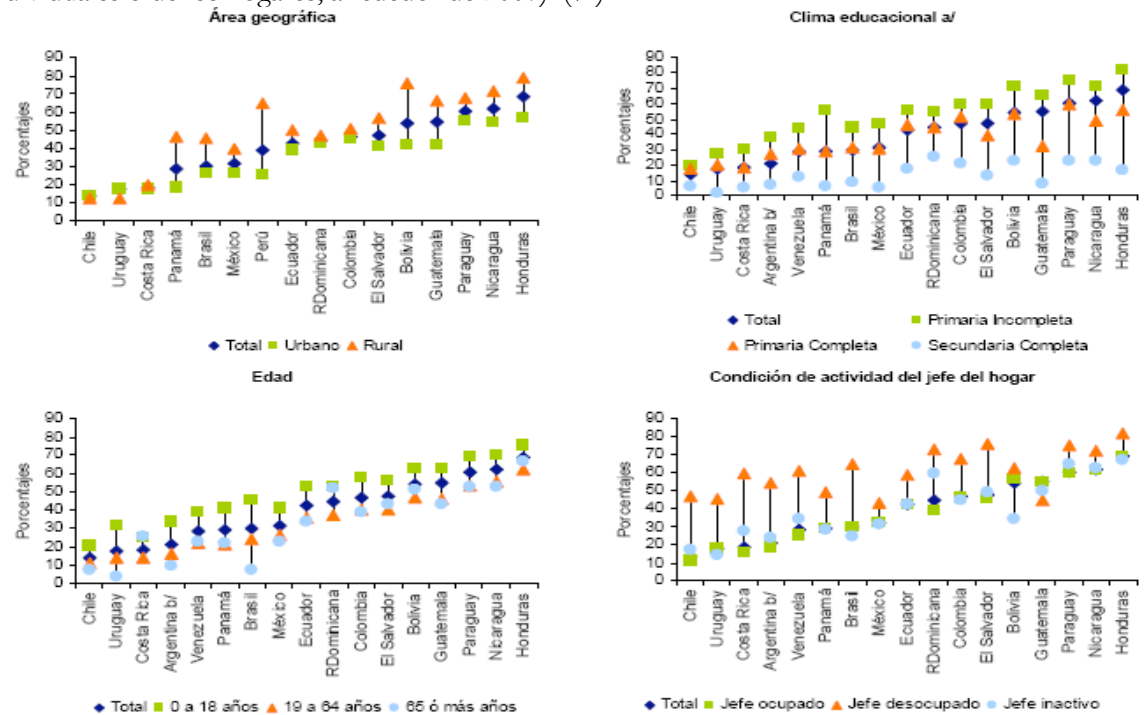 Área geográfica
Porcentajes
90
80
70
60
50
40
30
20
10
0
Chile
Uruguay
Costa Rica
Panamá
Brasil
México
Perú
Ecuador
RDominicana
Colombia
El Salvador
Bolivia
Guatemala
Paraguay
Nicaragua
Honduras
Total Urbano Rural
Clima educacional a/
Porcentajes
90
80
70
60
50
40
30
20
10
0
Chile
Uruguay
Costa Rica
Argentina b/
Venezuela
Panamá
Brasil
México
Ecuador
RDominicana
Colombia
El Salvador
Bolivia
Guatemala
Paraguay
Nicaragua
Honduras
Total Primaria Incompleta
Primaria Completa Secundaria Completa
Edad
Porcentajes
90
80
70
60
50
40
30
20
10
0
Chile
Uruguay
Costa Rica
Argentina b/
Venezuela
Panamá
Brasil
México
Ecuador
RDominicana
Colombia
El Salvador
Bolivia
Guatemala
Paraguay
Nicaragua
Honduras
Total 0 a 18 años 19 a 64 años 65 ó más años
Condición de actividad del jefe del hogar
Porcentajes
90
80
70
60
50
40
30
20
10
0
Chile
Uruguay
Costa Rica
Argentina b/
Venezuela
Panamá
Brasil
México
Ecuador
RDominicana
Colombia
El Salvador
Bolivia
Guatemala
Paraguay
Nicaragua
Honduras
Total Jefe ocupado Jefe desocupado Jefe inactivo